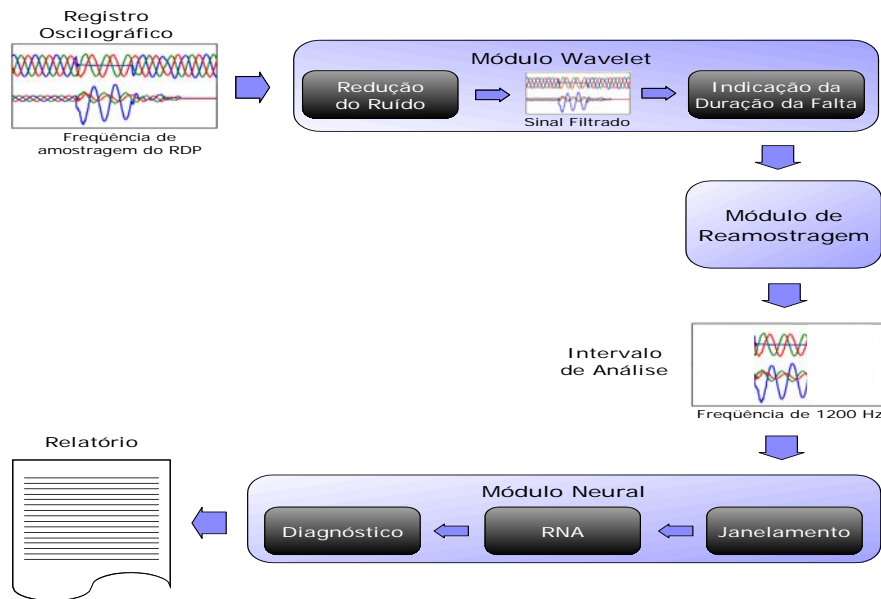 Registro
Oscilográfico
Freqüência de
amostragem do RDP
Módulo Wavelet
Redução
do Ruído
Sinal Filtrado
Indicação da
Duração da Falta
Módulo de
Reamostragem
Intervalo
de Análise
Freqüência de 1200 Hz
Módulo Neural
Janelamento
RNA
Diagnóstico
Relatório